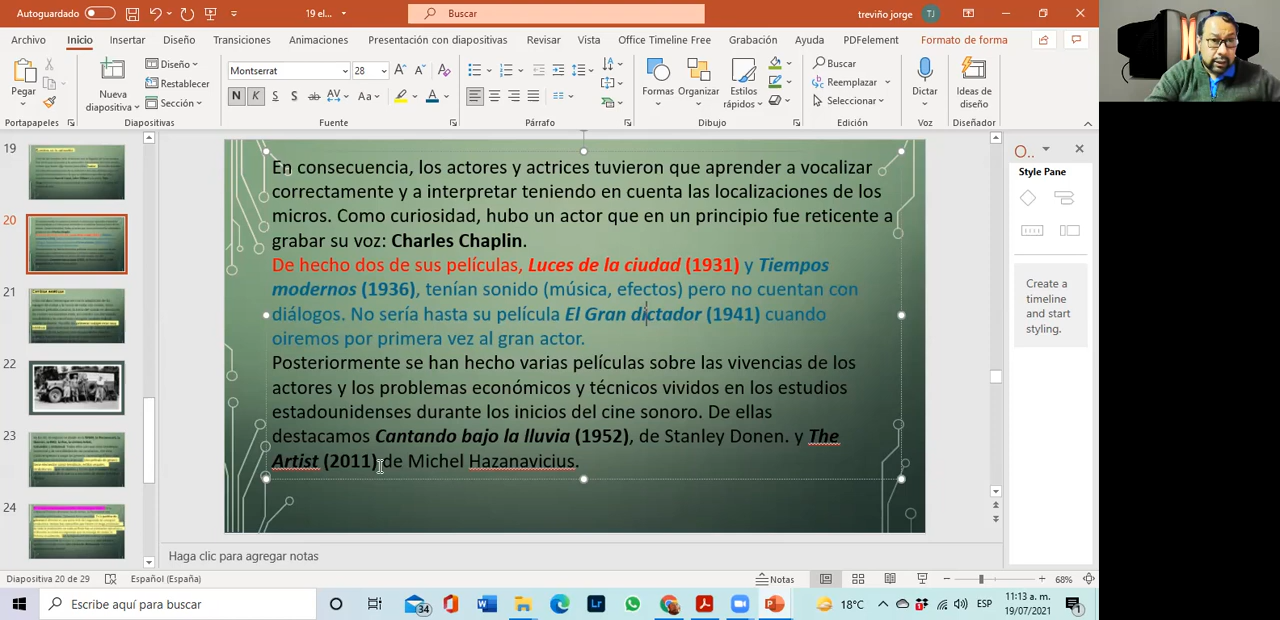 Autoguardado
19 el...
Buscar
treviño jorge
TJ
Archivo
Inicio
Insertar
Diseño
Transiciones
Animaciones
Presentación con diapositivas
Revisar
Vista
Office Timeline Free
Grabación
Ayuda
PDFelement
Formato de forma
Pegar
Nueva diapositiva
Diseño
Restablecer
Sección
Montserrat
28
N K S S ab AV Aa A
Formas
Organizar
Estilos rápidos
Buscar
Reemplazar
Seleccionar
Dictar
Ideas de diseño
Portapapeles
Diapositivas
Fuente
Párrafo
Dibujo
Edición
Voz
Diseñador
19
20
21
22
23
24
En consecuencia, los actores y actrices tuvieron que aprender a vocalizar
correctamente y a interpretar teniendo en cuenta las localizaciones de los
micros. Como curiosidad, hubo un actor que en un principio fue reticente a
grabar su voz: Charles Chaplin.
De hecho dos de sus películas, Luces de la ciudad (1931) y Tiempos
modernos (1936), tenían sonido (música, efectos) pero no cuentan con
diálogos. No sería hasta su película El Gran dictador (1941) cuando
oiremos por primera vez al gran actor.
Posteriormente se han hecho varias películas sobre las vivencias de los
actores y los problemas económicos y técnicos vividos en los estudios
estadounidenses durante los inicios del cine sonoro. De ellas
destacamos Cantando bajo la lluvia (1952), de Stanley Donen. y The
Artist (2011) de Michel Hazanavicius.
O..
Style Pane
Create a
timeline and
start
styling.
Haga clic para agregar notas
Diapositiva 20 de 29
Español (España)
Notas
68%
Escribe aquí para buscar
34
18°C
ESP
11:13 a. m.
19/07/2021
1